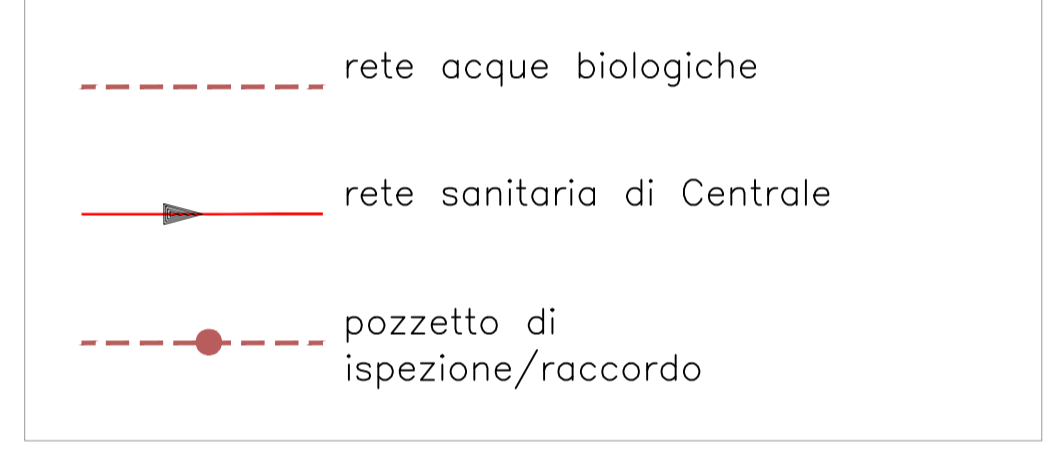 rete acque biologiche
rete sanitaria di Centrale
pozzetto di
ispezione/raccordo